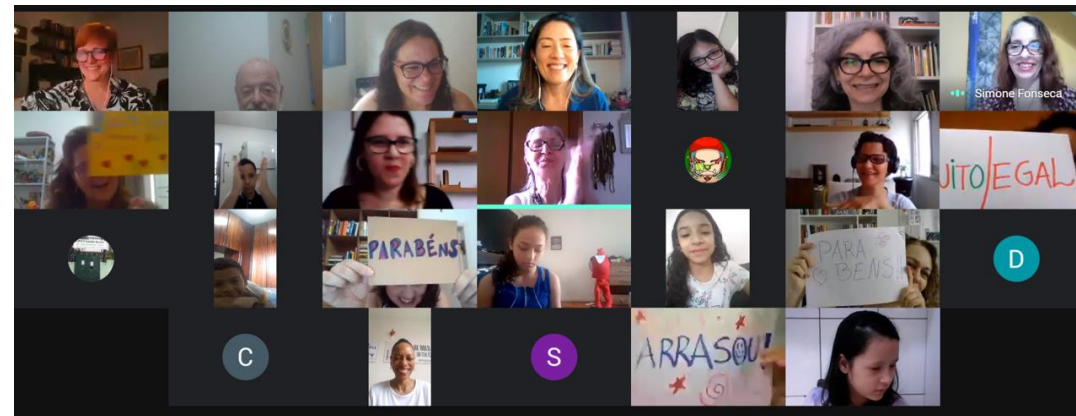 Simone Fonseca
UITO LEGAL
PARABÉNS
PARA
BENS!!
D
C
S
ARRASOU!